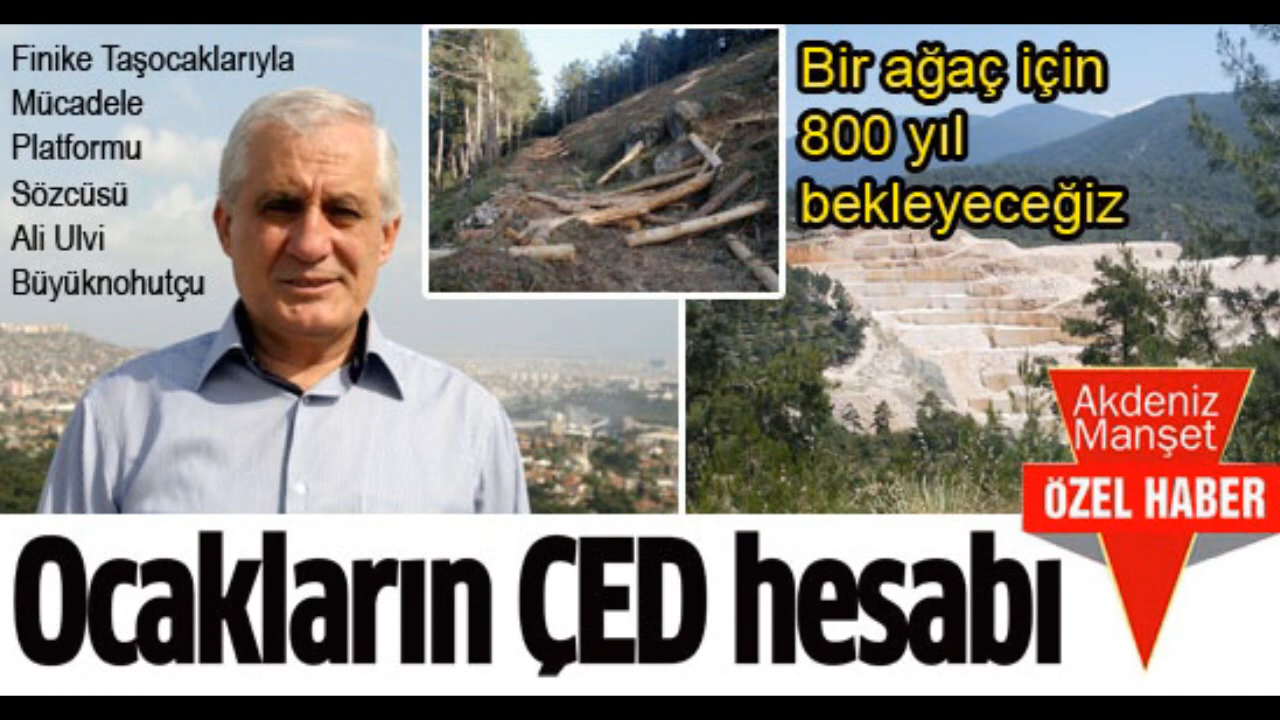 Finike Taşocaklarıyla
Mücadele
Platformu
Sözcüsü
Ali Ulvi
Büyüknohutçu
Bir ağaç için
800 yıl
bekleyeceğiz
Akdeniz
Manşet
ÖZEL HABER
Ocakların ÇED hesabı